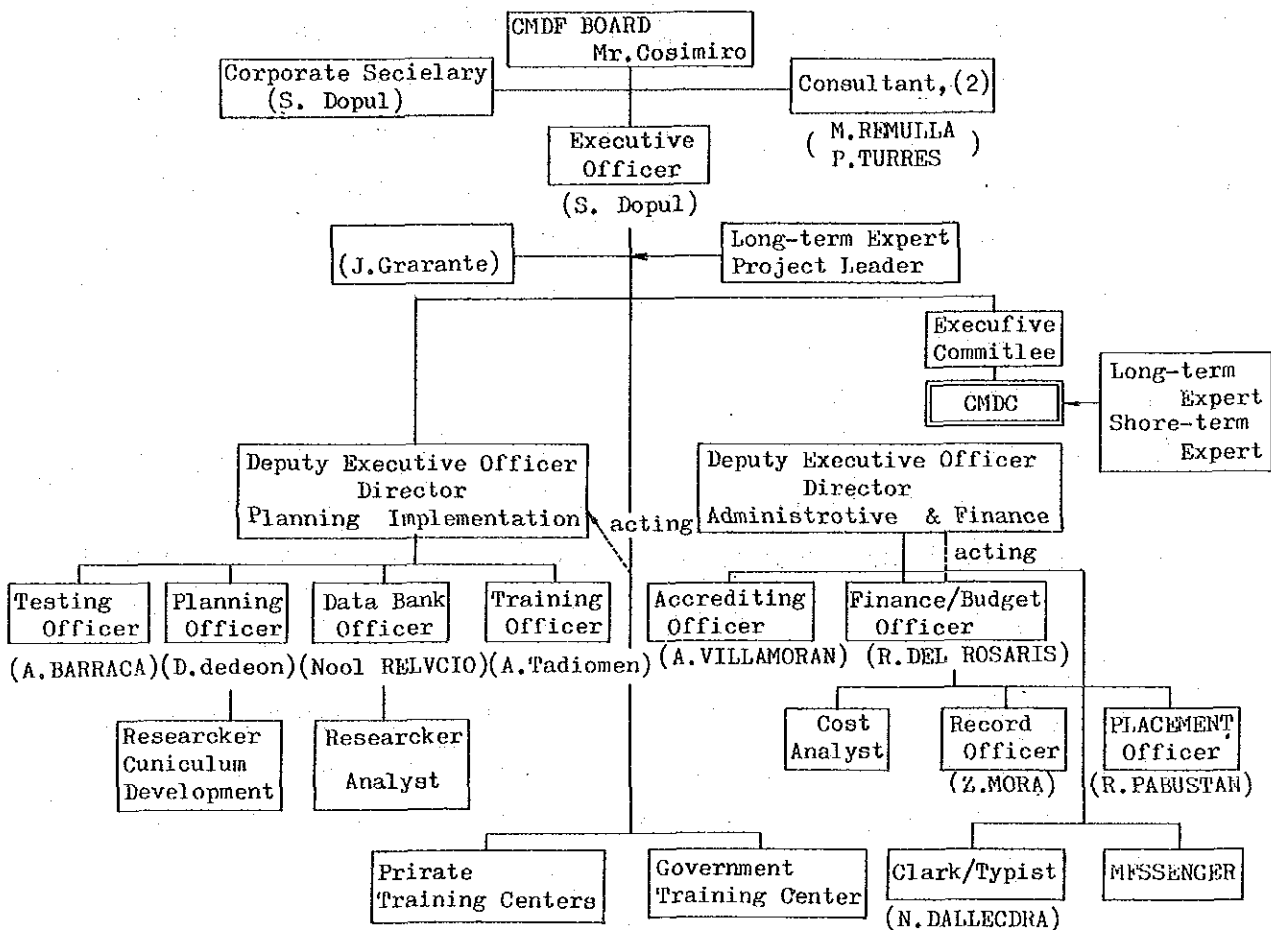 CMDF BOARD
Mr.Cosimiro
Corporate Secielary
(S. Dopul)
Consultant,(2)
( M.REMULLA
P.TURRES )
Executive
Officer
(S. Dopul)
(J.Grarante)
Long-term Expert
Project Leader
Execufive
Commitlee
CMDC
Long-term
Expert
Shore-term
Expert
Deputy Executive Officer
Director
Planning Implementation
acting
Deputy Executive Officer
Director
Administrotive & Finance
acting
Testing
Officer
(A.BARRACA)
Planning
Officer
(D.dedeon)
Data Bank
Officer
(Nool RELVCIO)
Training
Officer
(A.Tadiomen)
Accrediting
Officer
(A.VILLAMORAN)
Finance/Budget
Officer
(R.DEL ROSARIS)
Researcker
Cuniculum
Development
Researcker
Analyst
Cost
Analyst
Record
Officer
(Z.MORA)
PLACEMENT
Officer
(R.PABUSTAN)
Prirate
Training Centers
Government
Training Center
Clark/Typist
(N.DALLECDRA)
MESSENGER